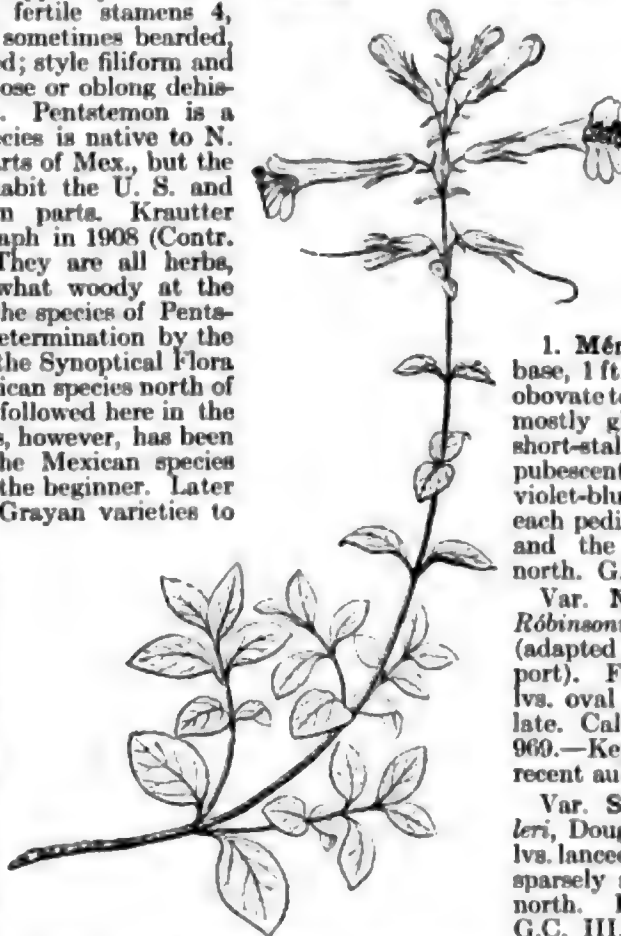 fertile stamens 4,
sometimes bearded,
d; style filiform and
ose or oblong dehis-
. Pentstemon is a
ecies is native to N.
rts of Mex., but the
abit the U. S. and
n parts. Krautter
aph in 1908 (Contr.
They are all herbs,
what woody at the
he species of Pents-
etermination by the
the Synoptical Flora
ican species north of
followed here in the
s, however, has been
he Mexican species
the beginner. Later
Grayan varieties to
1. Mén
base, 1 ft
obovate to
mostly g
short-stal
pubescent
violet-blu
each pedi
and the
north. G.
Var. N
Róbinsoni
(adapted
port). F
lvs. oval
late. Cal
969.—Ke
recent au
Var. S
leri, Doug
lvs. lanceo
sparsely s
north. I
G.C. III.